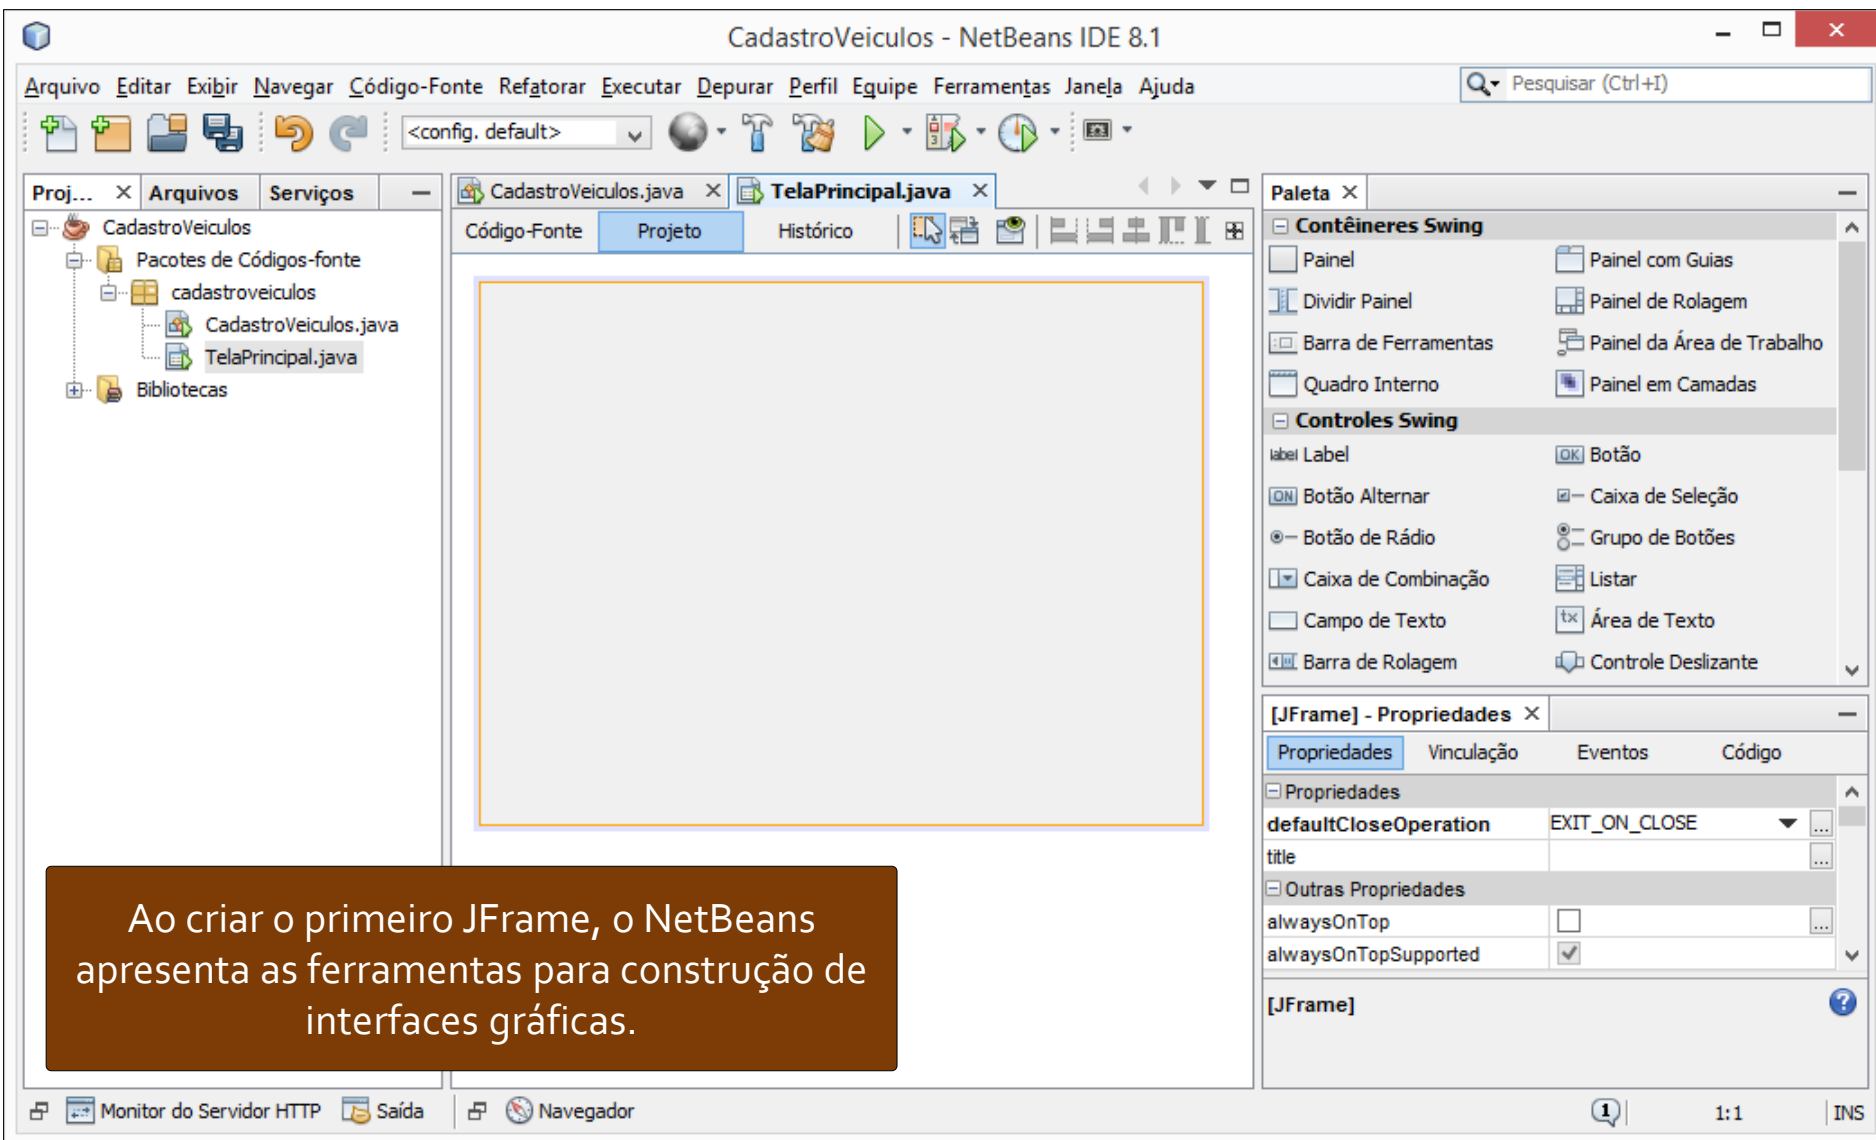 CadastroVeiculos - NetBeans IDE 8.1
Arquivo Editar Exibir Navegar Código-Fonte Refatorar Executar Depurar Perfil Equipe Ferramentas Janela Ajuda
Pesquisar (Ctrl+I)
<config. default>
Proj... Arquivos Serviços
CadastroVeiculos
Pacotes de Códigos-fonte
cadastroveiculos
CadastroVeiculos.java
TelaPrincipal.java
Bibliotecas
CadastroVeiculos.java TelaPrincipal.java
Código-Fonte Projeto Histórico
Paleta
Contêineres Swing
Painel Painel com Guias
Dividir Painel Painel de Rolagem
Barra de Ferramentas Painel da Área de Trabalho
Quadro Interno Painel em Camadas
Controles Swing
label Label OK Botão
ON Botão Alternar Caixa de Seleção
Botão de Rádio Grupo de Botões
Caixa de Combinação Listar
Campo de Texto tx Área de Texto
Barra de Rolagem Controle Deslizante
[JFrame] - Propriedades
Propriedades Vinculação Eventos Código
Propriedades
defaultCloseOperation EXIT_ON_CLOSE ...
title ...
Outras Propriedades
alwaysOnTop ...
alwaysOnTopSupported
[JFrame] ?
Ao criar o primeiro JFrame, o NetBeans
apresenta as ferramentas para construção de
interfaces gráficas.
Monitor do Servidor HTTP Saída Navegador 1 1:1 INS